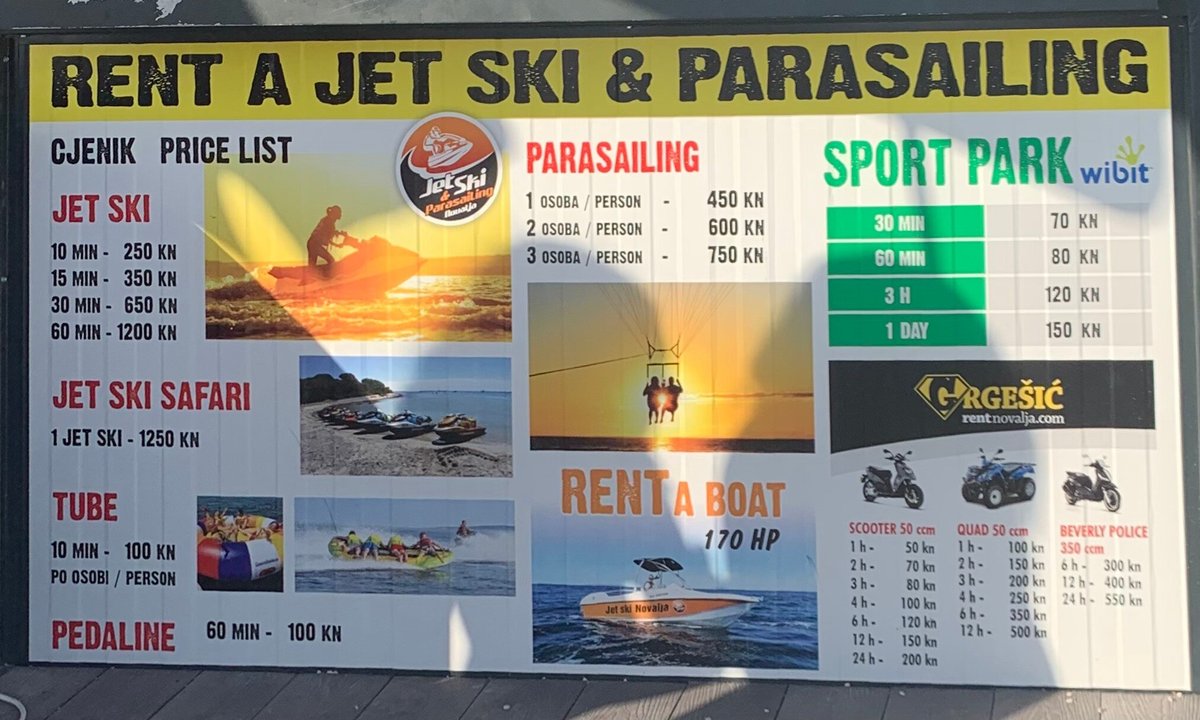 RENT A JET SKI & PARASAILING
CJENIK PRICE LIST
JET SKI
10 MIN - 250 KN
15 MIN - 350 KN
30 MIN - 650 KN
60 MIN - 1200 KN
JET SKI SAFARI
1 JET SKI - 1250 KN
TUBE
10 MIN - 100 KN
PO OSOBI / PERSON
PEDALINE 60 MIN - 100 KN
Jet Ski
& Parasailing
Novalja
PARASAILING
1 OSOBA / PERSON - 450 KN
2 OSOBA / PERSON - 600 KN
3 OSOBA / PERSON - 750 KN
RENT A BOAT
170 HP
Jet ski Novalja
SPORT PARK wibit
30 MIN 70 KN
60 MIN 80 KN
3 H 120 KN
1 DAY 150 KN
GRGEŠIĆ
rentnovalja.com
SCOOTER 50 ccm
1 h - 50 kn
2 h - 70 kn
3 h - 80 kn
4 h - 100 kn
6 h - 120 kn
12 h - 150 kn
24 h - 200 kn
QUAD 50 ccm
1 h - 100 kn
2 h - 150 kn
3 h - 200 kn
4 h - 250 kn
6 h - 350 kn
12 h - 500 kn
BEVERLY POLICE
350 ccm
6 h - 300 kn
12 h - 400 kn
24 h - 550 kn